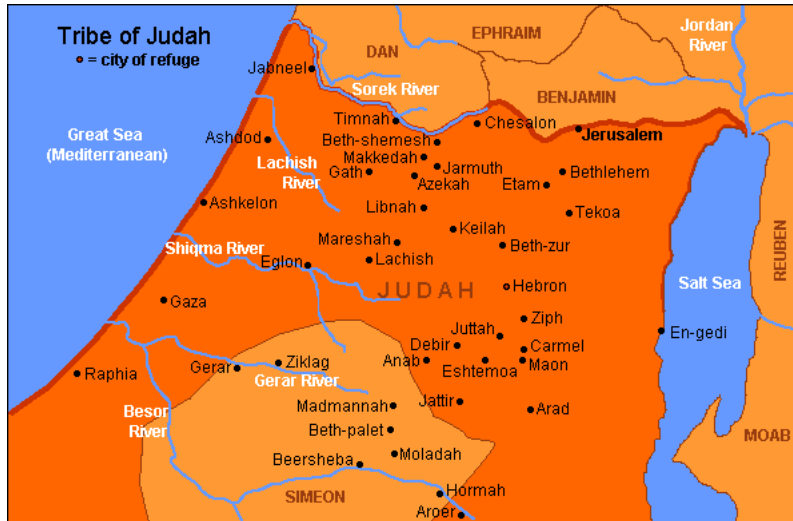 Tribe of Judah
= city of refuge
EPHRAIM
Jordan
River
DAN
Jabneel
Sorek River
BENJAMIN
Great Sea
(Mediterranean)
Timnah
Chesalon
Jerusalem
Ashdod
Beth-shemesh
Makkedah
Lachish
River
Gath
Jarmuth
Azekah
Etam
Bethlehem
Ashkelon
Libnah
Tekoa
Keilah
Shiqma River
Mareshah
Beth-zur
Eglon
Lachish
REUBEN
JUDAH
Hebron
Salt Sea
Gaza
Ziph
Juttah
En-gedi
Debir
Carmel
Anab
Eshtemoa
Maon
Raphia
Gerar
Ziklag
Gerar River
Besor
River
Madmannah
Jattir
Arad
Beth-palet
MOAB
Beersheba
Moladah
SIMEON
Hormah
Aroer